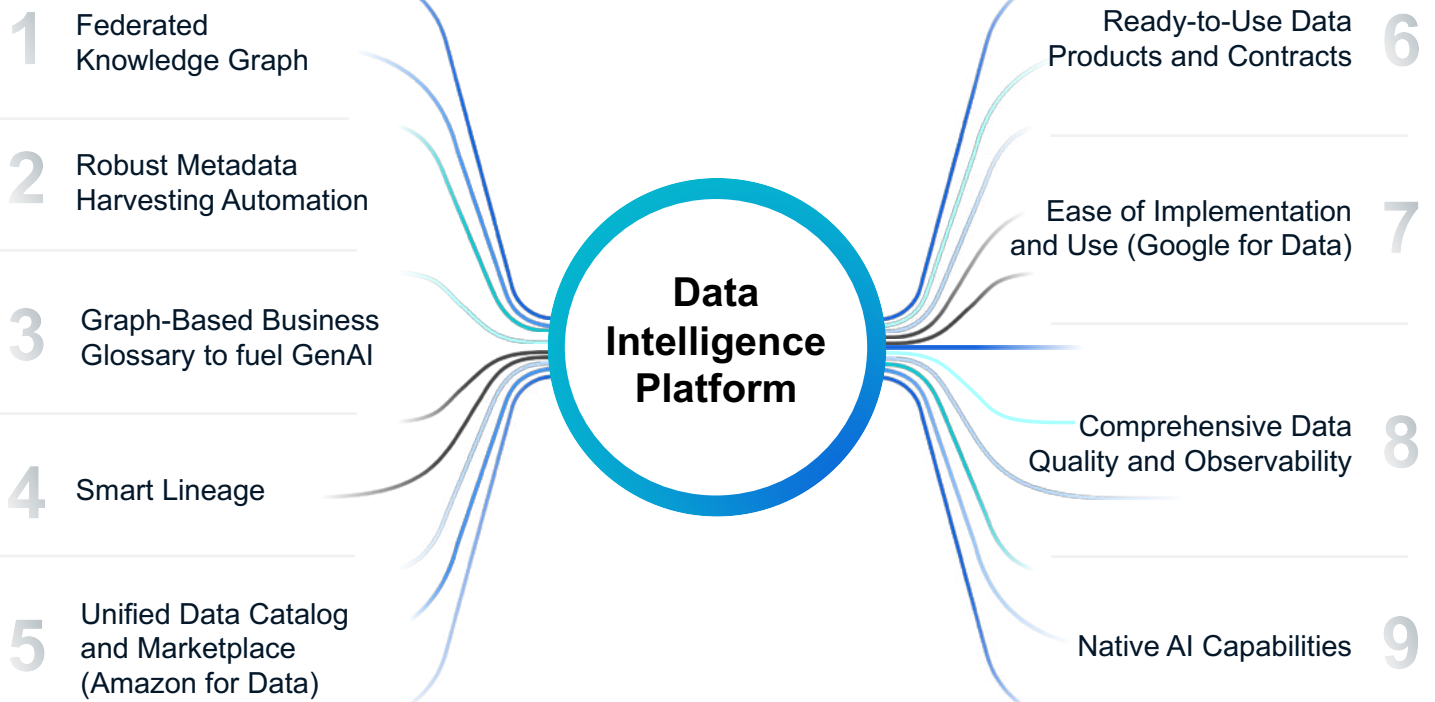 1
Federated
Knowledge Graph
2
Robust Metadata
Harvesting Automation
3
Graph-Based Business
Glossary to fuel GenAI
4
Smart Lineage
5
Unified Data Catalog
and Marketplace
(Amazon for Data)
Data
Intelligence
Platform
Ready-to-Use Data
Products and Contracts
6
Ease of Implementation
and Use (Google for Data)
7
Comprehensive Data
Quality and Observability
8
Native AI Capabilities
9